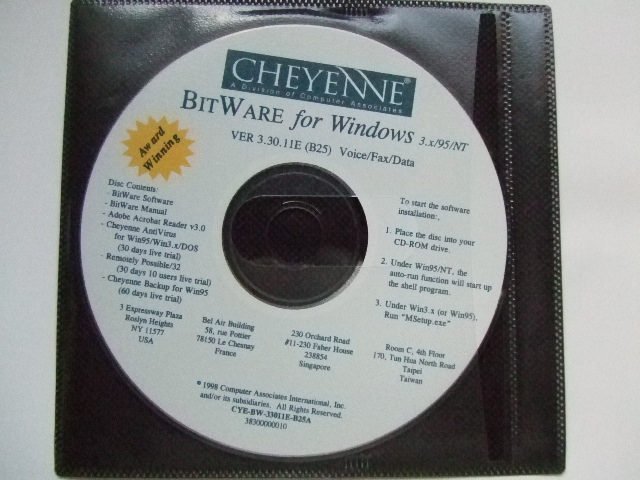 CHEYENNE®
A Division of Computer Associates
BITWARE for WINDOWS 3.x/95/NT
VER 3.30.11E (B25) Voice/Fax/Data
Award
Winning
Disc Contents:
- BitWare Software
- BitWare Manual
- Adobe Acrobat Reader v3.0
- Cheyenne AntiVirus
for Win95/Win3.x/DOS
(30 days live trial)
- Remotely Possible/32
(30 days 10 users live trial)
- Cheyenne Backup for Win95
(60 days live trial)
To start the software
installation:,
1. Place the disc into your
CD-ROM drive.
2. Under Win95/NT, the
auto-run function will start up
the shell program.
3. Under Win3.x (or Win95),
Run "MSetup.exe"
3 Expressway Plaza
Roslyn Heights
NY 11577
USA
Bel Air Building
58, rue Pottier
78150 Le Chesnay
France
230 Orchard Road
#11-230 Faber House
238854
Singapore
Room C, 4th Floor
170, Tun Hua North Road
Taipei
Taiwan
© 1998 Computer Associates International, Inc.
and/or its subsidiaries. All Rights Reserved.
CYE-BW-33011E-B25A
38300000010